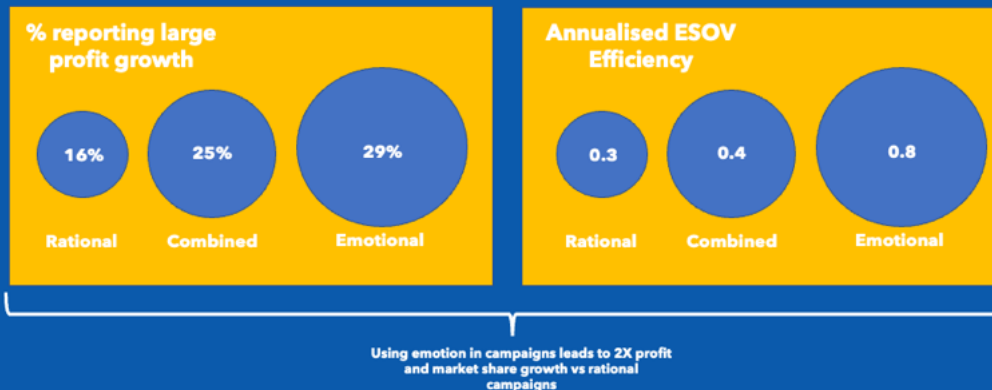 % reporting large
profit growth
16%
25%
29%
Rational
Combined
Emotional
Annualised ESOV
Efficiency
0.3
0.4
0.8
Rational
Combined
Emotional
Using emotion in campaigns leads to 2X profit
and market share growth vs rational
campaigns